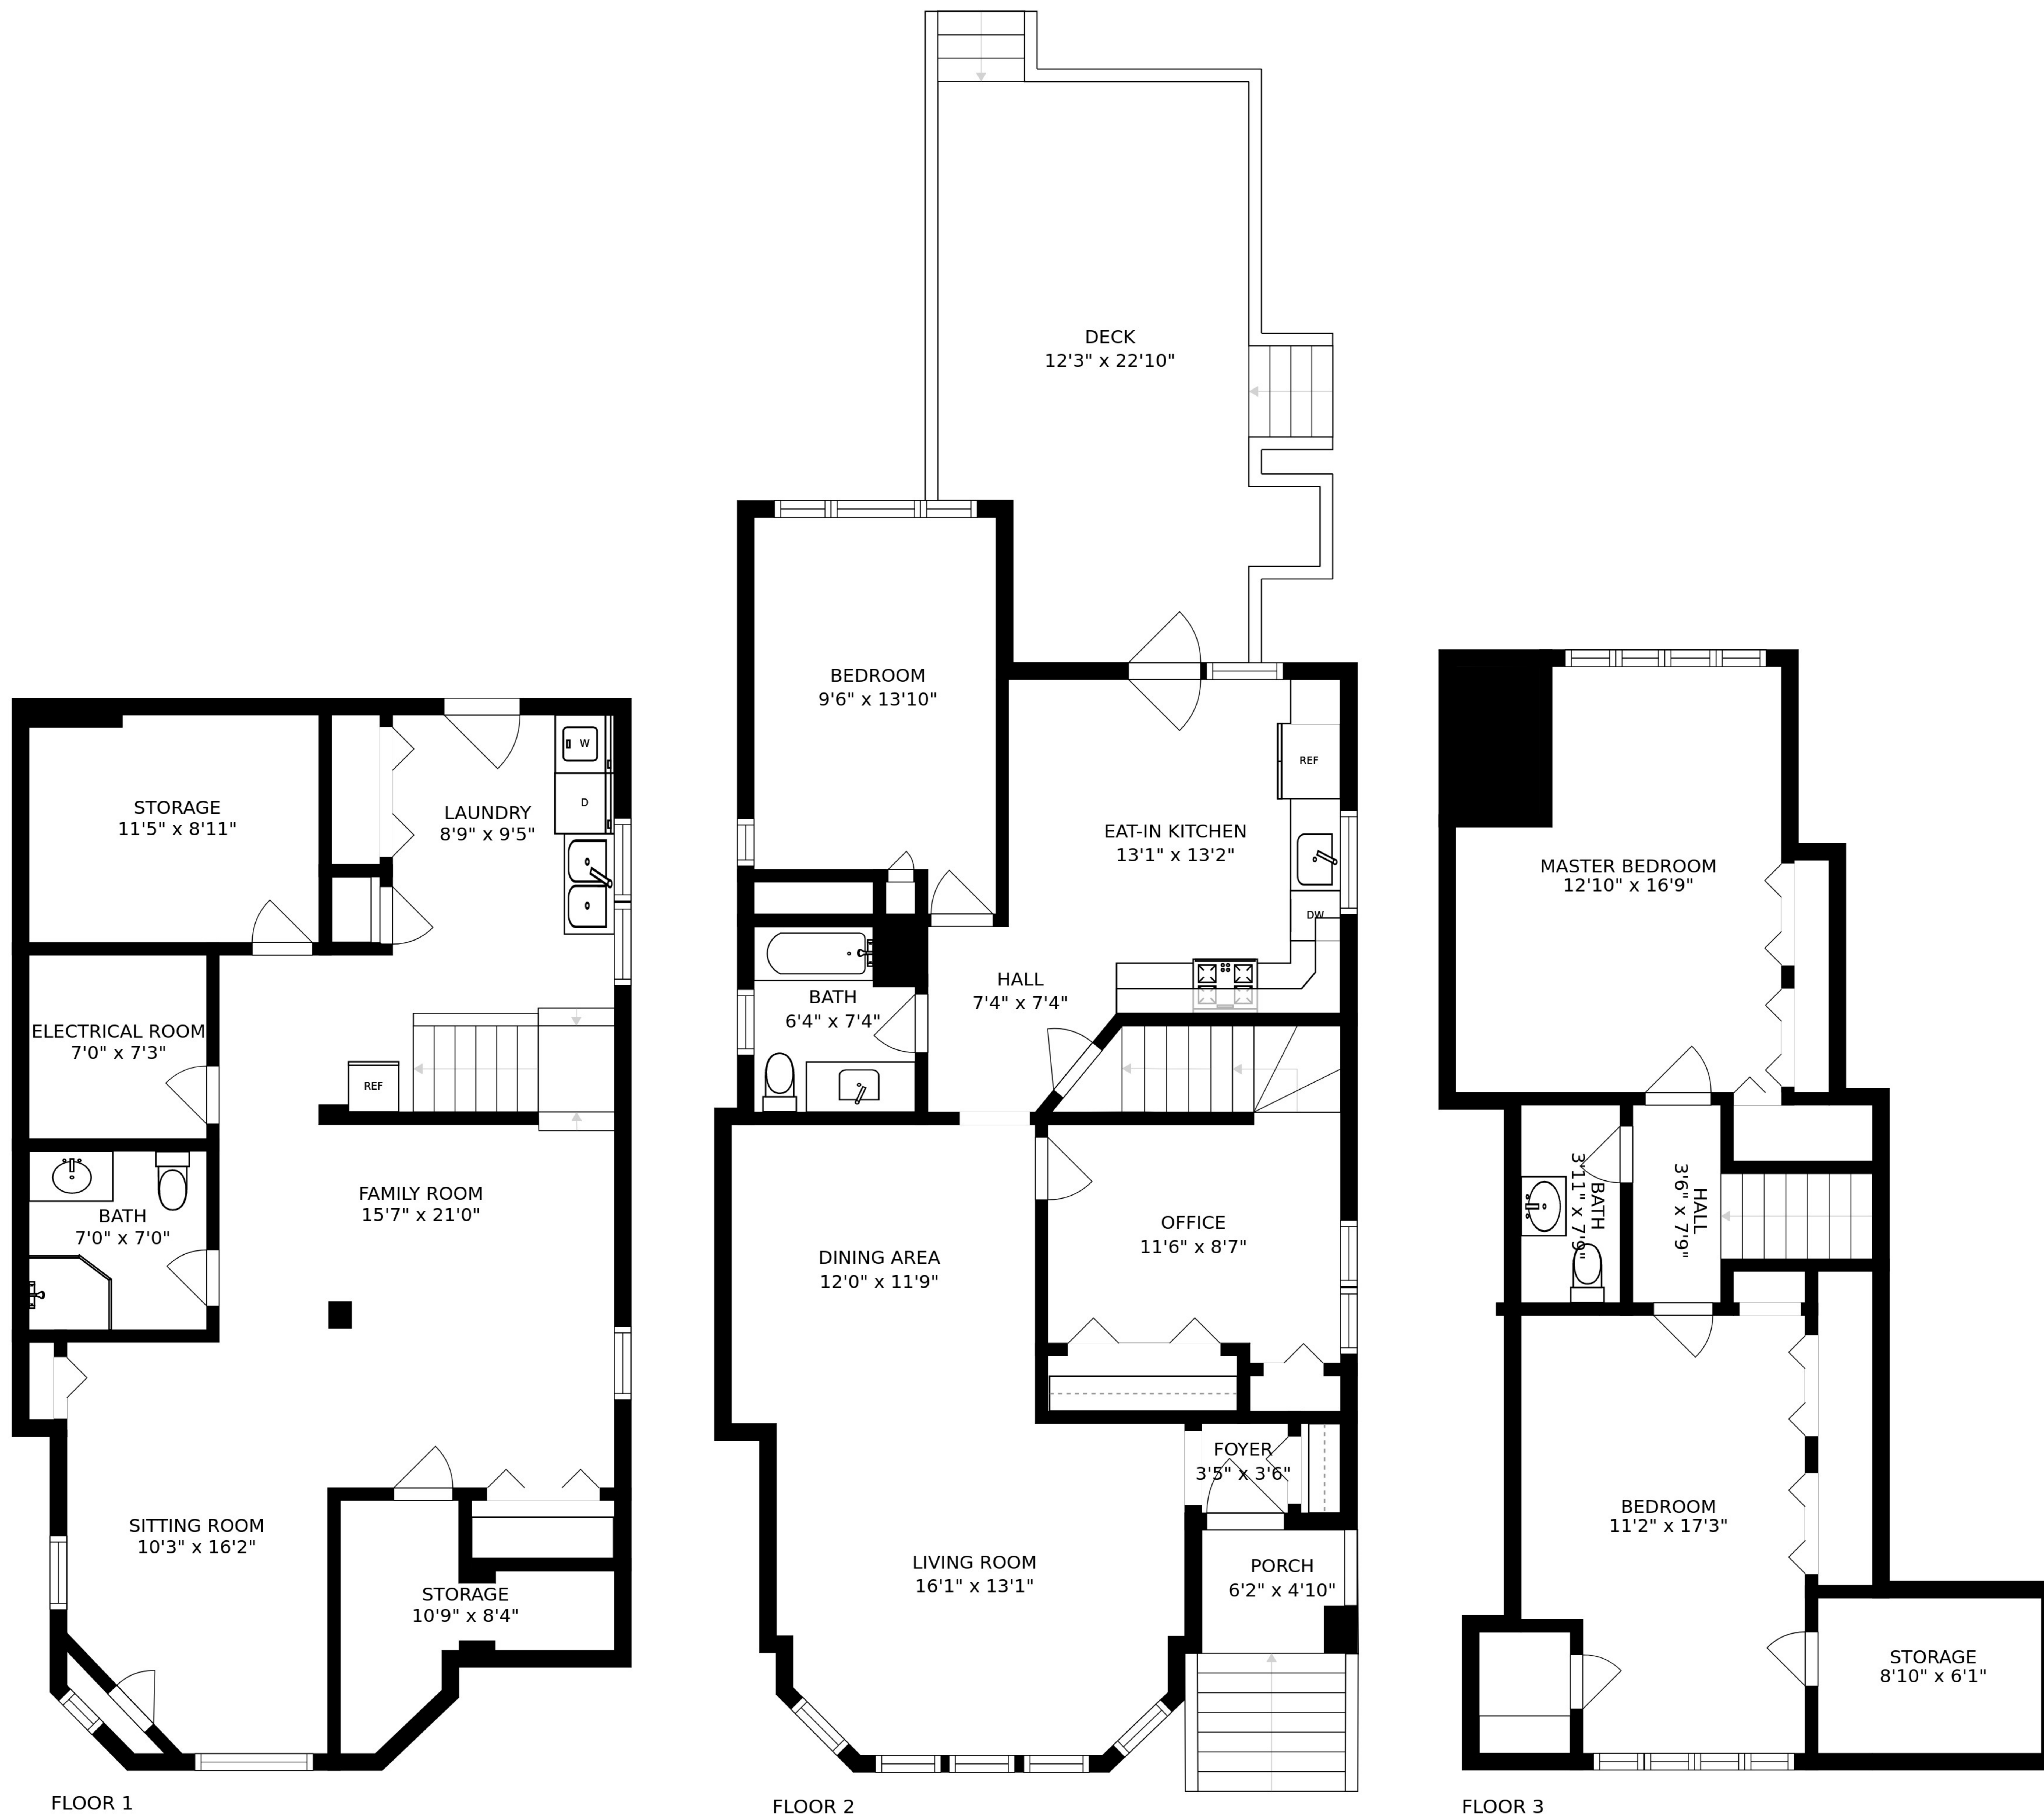 DECK
12'3" x 22'10"
BEDROOM
9'6" x 13'10"
EAT-IN KITCHEN
13'1" x 13'2"
REF
DW
HALL
7'4" x 7'4"
BATH
6'4" x 7'4"
DINING AREA
12'0" x 11'9"
OFFICE
11'6" x 8'7"
FOYER
3'5" x 3'6"
LIVING ROOM
16'1" x 13'1"
PORCH
6'2" x 4'10"
FLOOR 2
STORAGE
11'5" x 8'11"
LAUNDRY
8'9" x 9'5"
W
D
ELECTRICAL ROOM
7'0" x 7'3"
REF
BATH
7'0" x 7'0"
FAMILY ROOM
15'7" x 21'0"
SITTING ROOM
10'3" x 16'2"
STORAGE
10'9" x 8'4"
FLOOR 1
MASTER BEDROOM
12'10" x 16'9"
BATH
3'11" x 7'9"
HALL
3'6" x 7'9"
BEDROOM
11'2" x 17'3"
STORAGE
8'10" x 6'1"
FLOOR 3